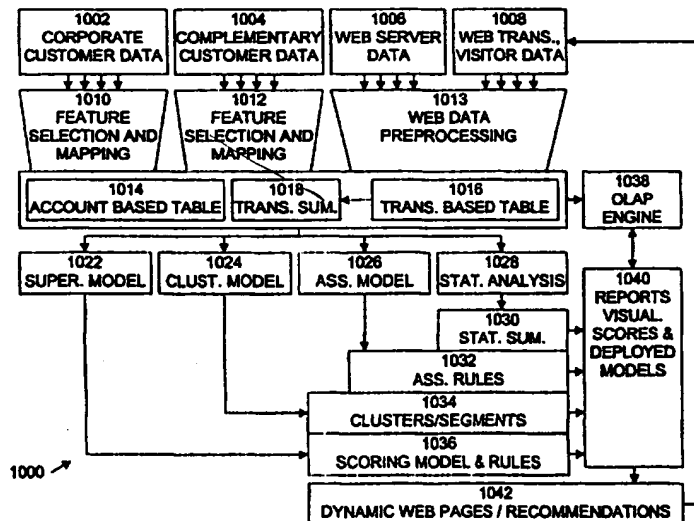 1002
CORPORATE
CUSTOMER DATA
1004
COMPLEMENTARY
CUSTOMER DATA
1006
WEB SERVER
DATA
1008
WEB TRANS.,
VISITOR DATA
1010
FEATURE
SELECTION AND
MAPPING
1012
FEATURE
SELECTION AND
MAPPING
1013
WEB DATA
PREPROCESSING
1014
ACCOUNT BASED TABLE
1018
TRANS. SUM.
1016
TRANS. BASED TABLE
1038
OLAP
ENGINE
1022
SUPER. MODEL
1024
CLUST. MODEL
1026
ASS. MODEL
1028
STAT. ANALYSIS
1040
REPORTS
VISUAL.
SCORES &
DEPLOYED
MODELS
1030
STAT. SUM.
1032
ASS. RULES
1034
CLUSTERS/SEGMENTS
1036
SCORING MODEL & RULES
1000
1042
DYNAMIC WEB PAGES / RECOMMENDATIONS